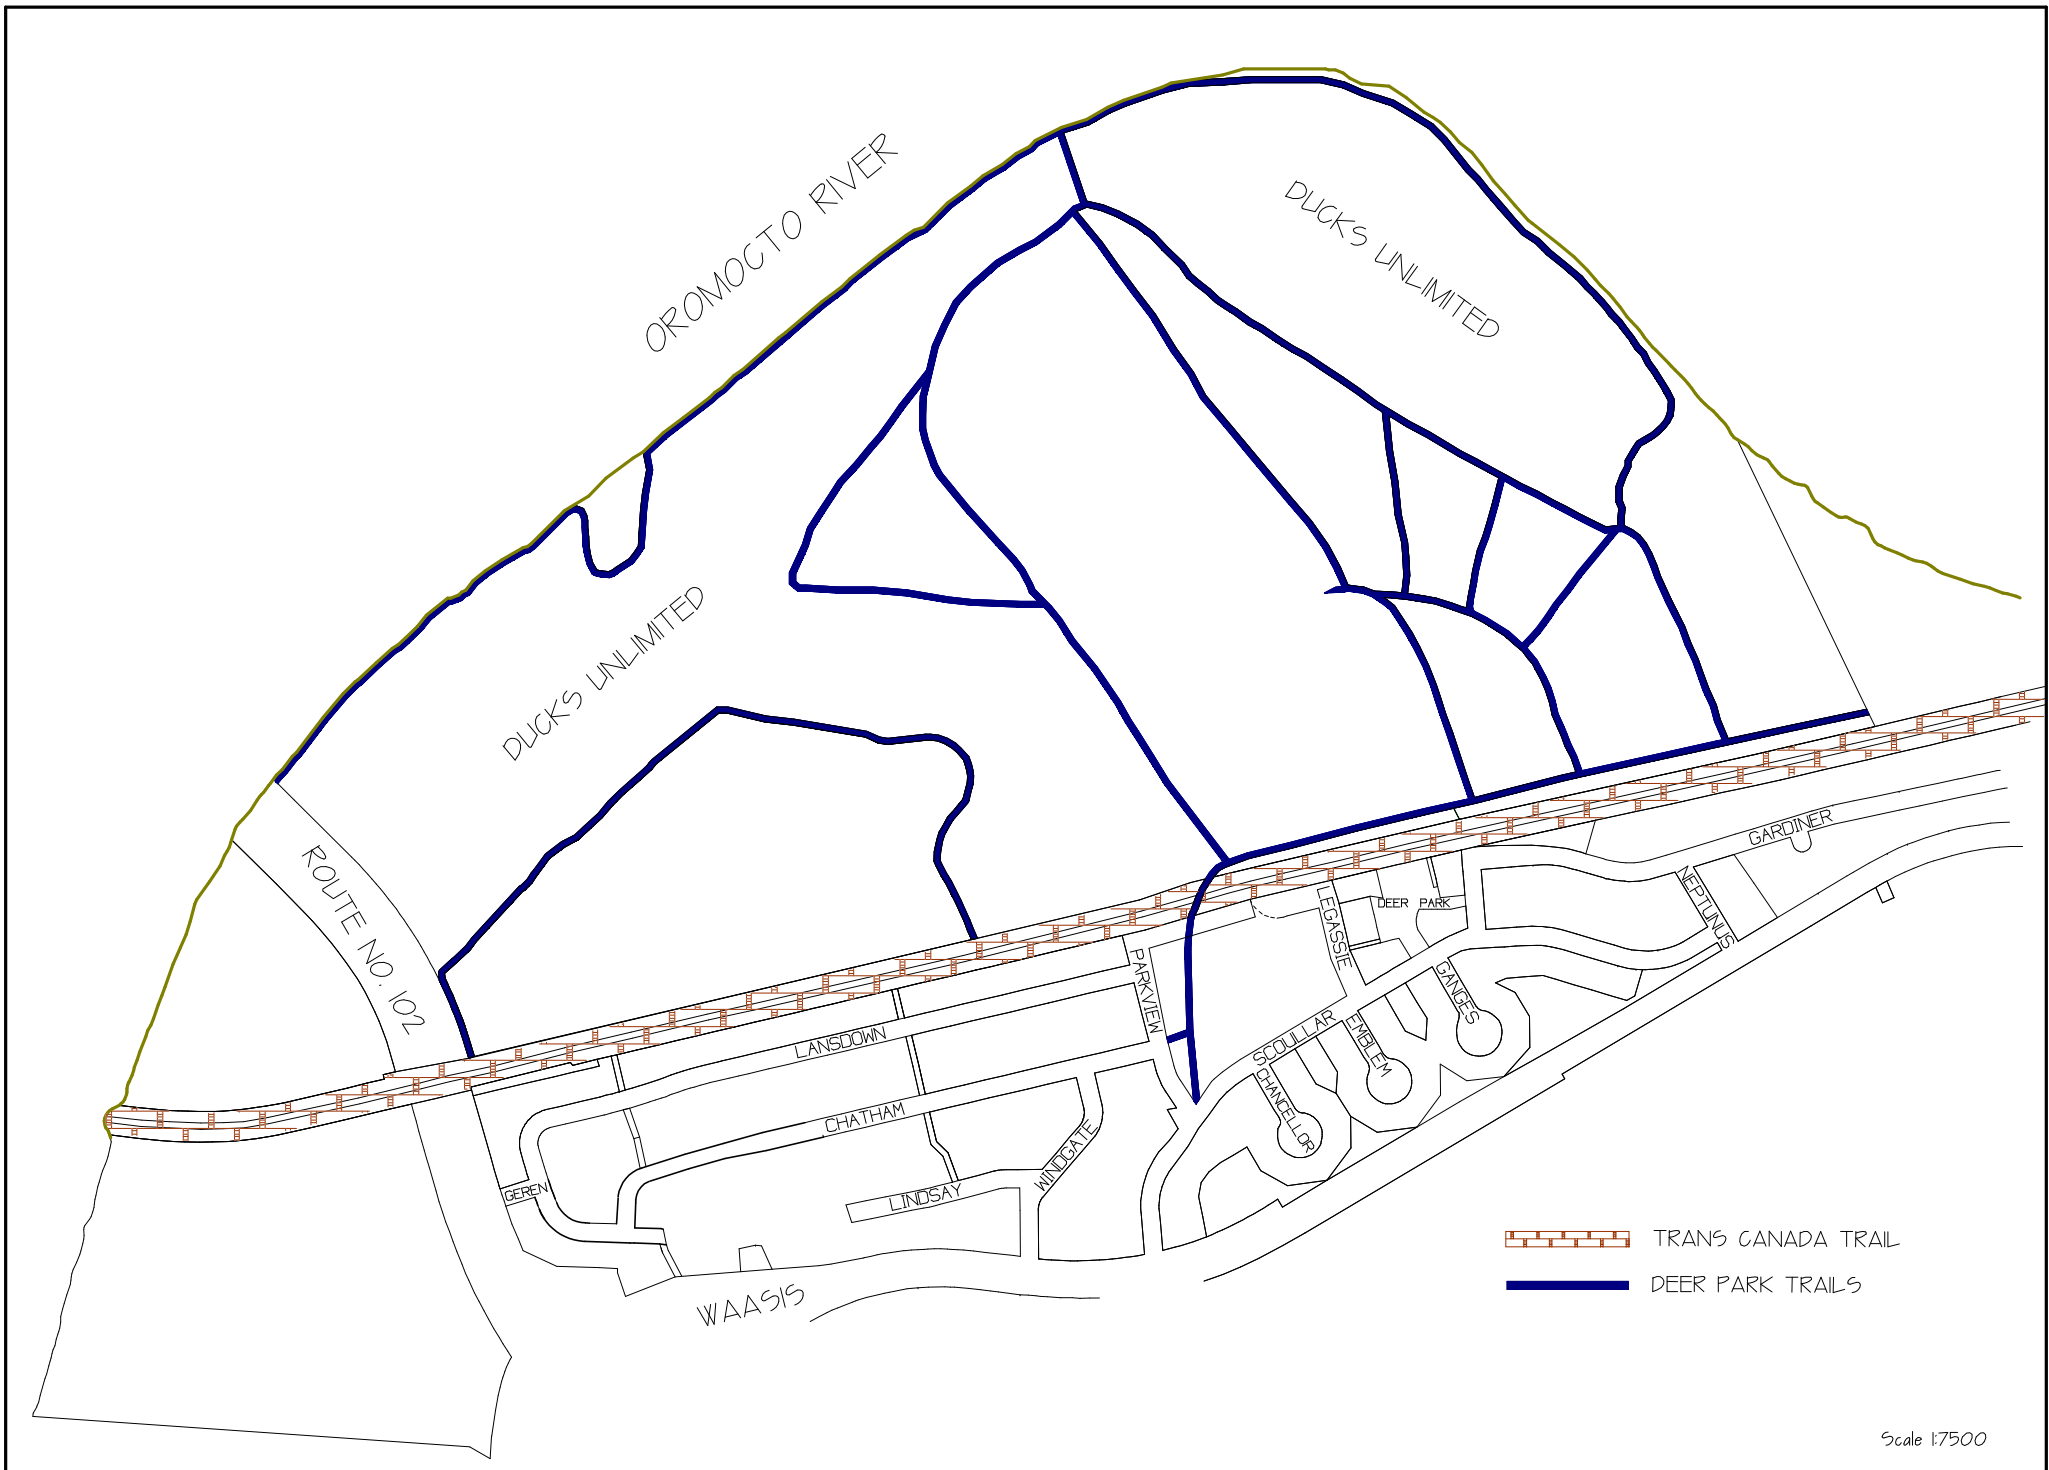 OROMOCTO RIVER
DUCKS UNLIMITED
DUCKS UNLIMITED
ROUTE NO. 102
GARDINER
NEPTUNUS
DEER PARK
LEGASSIE
PARKVIEW
GANGES
LANSDOWN
SCOULLAR
EMBLEM
CHANCELLOR
CHATHAM
WINDGATE
GEREN
LINDSAY
WAASIS
TRANS CANADA TRAIL
DEER PARK TRAILS
Scale 1:7500